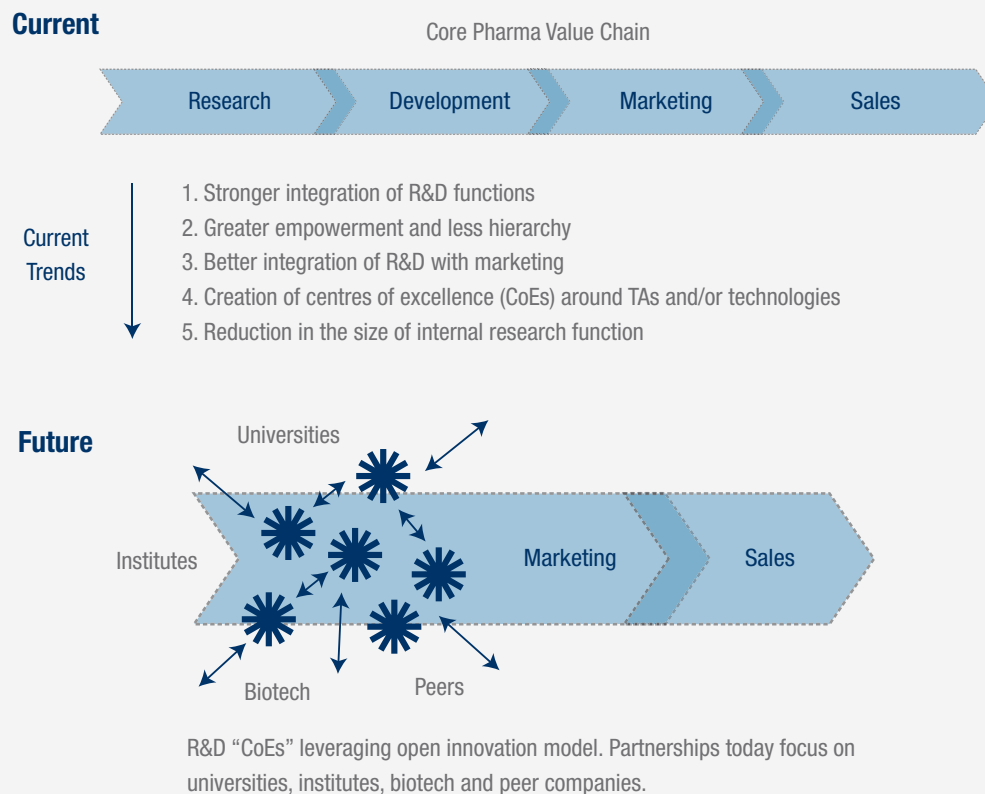 Current
Core Pharma Value Chain
Research
Development
Marketing
Sales
Current
Trends
1. Stronger integration of R&D functions
2. Greater empowerment and less hierarchy
3. Better integration of R&D with marketing
4. Creation of centres of excellence (CoEs) around TAs and/or technologies
5. Reduction in the size of internal research function
Future
Universities
Institutes
Marketing
Sales
Biotech
Peers
R&D “CoEs” leveraging open innovation model. Partnerships today focus on
universities, institutes, biotech and peer companies.